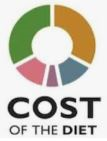 COST
OF THE DIET